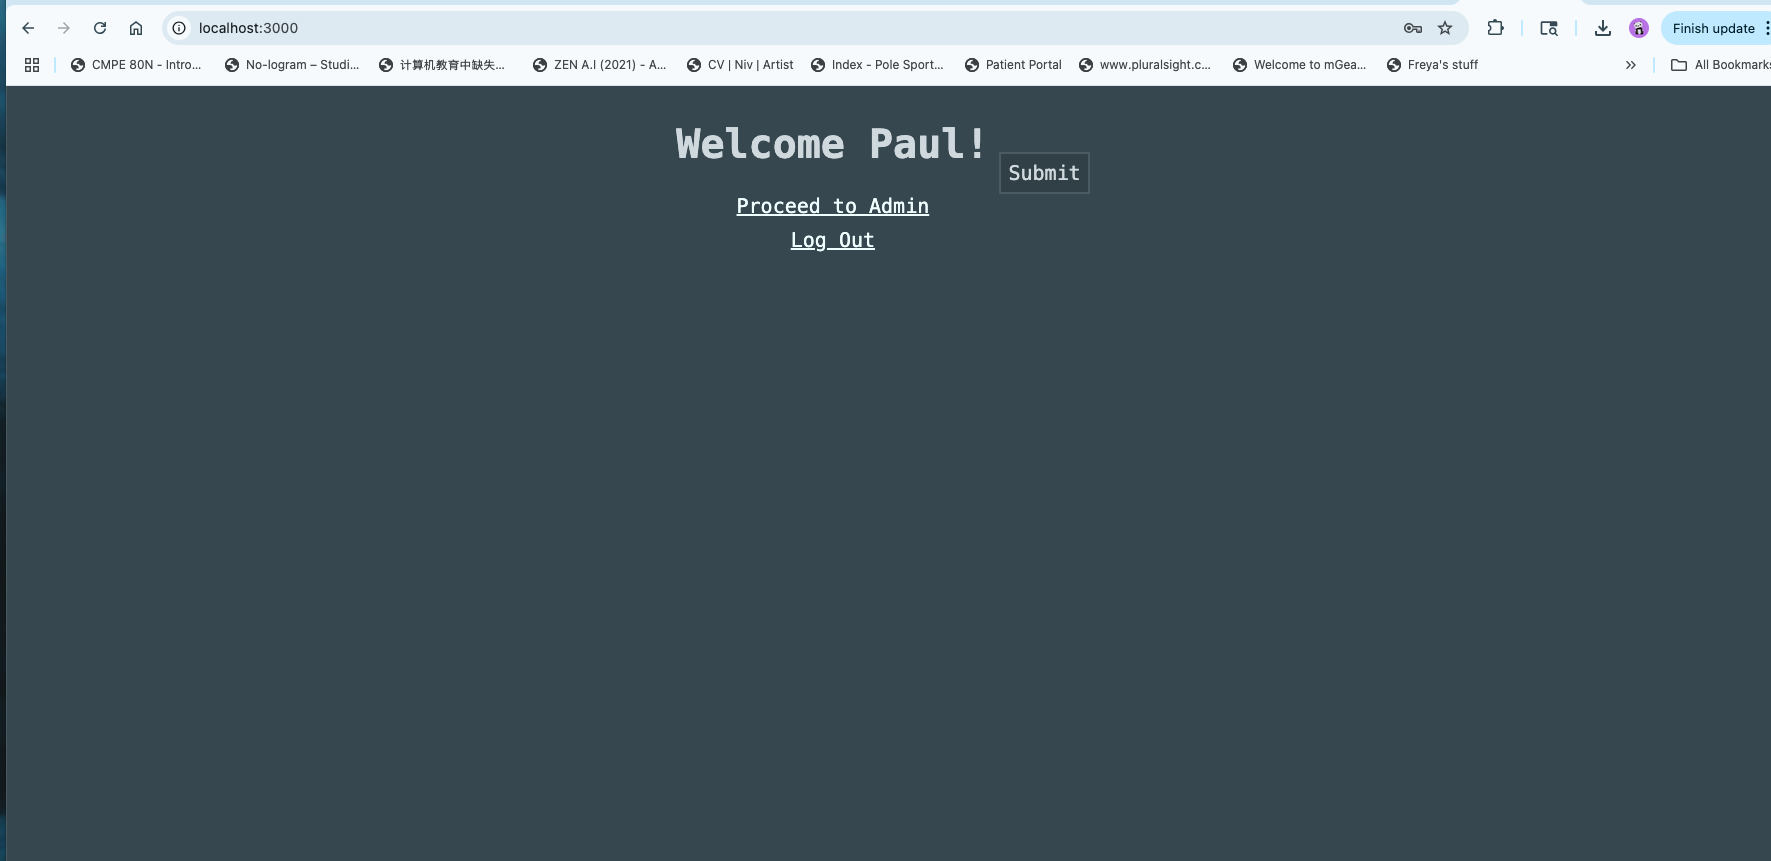 localhost:3000
Finish update
CMPE 80N - Intro...
No-logram – Studi...
计算机教育中缺失...
ZEN A.I (2021) - A...
CV | Niv | Artist
Index - Pole Sport...
Patient Portal
www.pluralsight.c...
Welcome to mGea...
Freya's stuff
All Bookmarks
Welcome Paul!
Submit
Proceed to Admin
Log Out